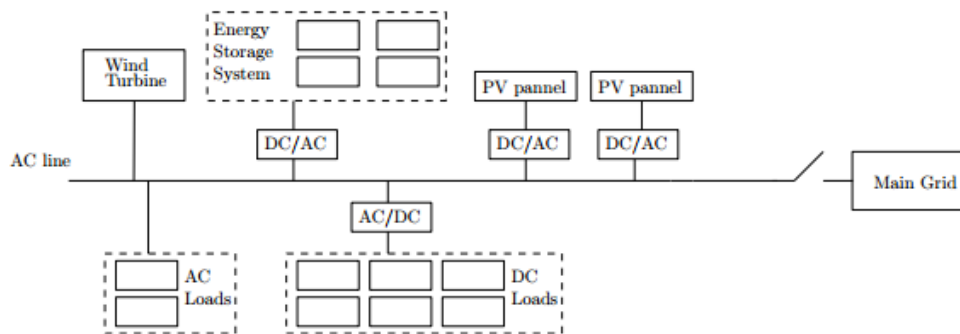 Energy
Storage
System
Wind
Turbine
PV pannel
PV pannel
DC/AC
DC/AC
DC/AC
AC line
Main Grid
AC/DC
AC
Loads
DC
Loads